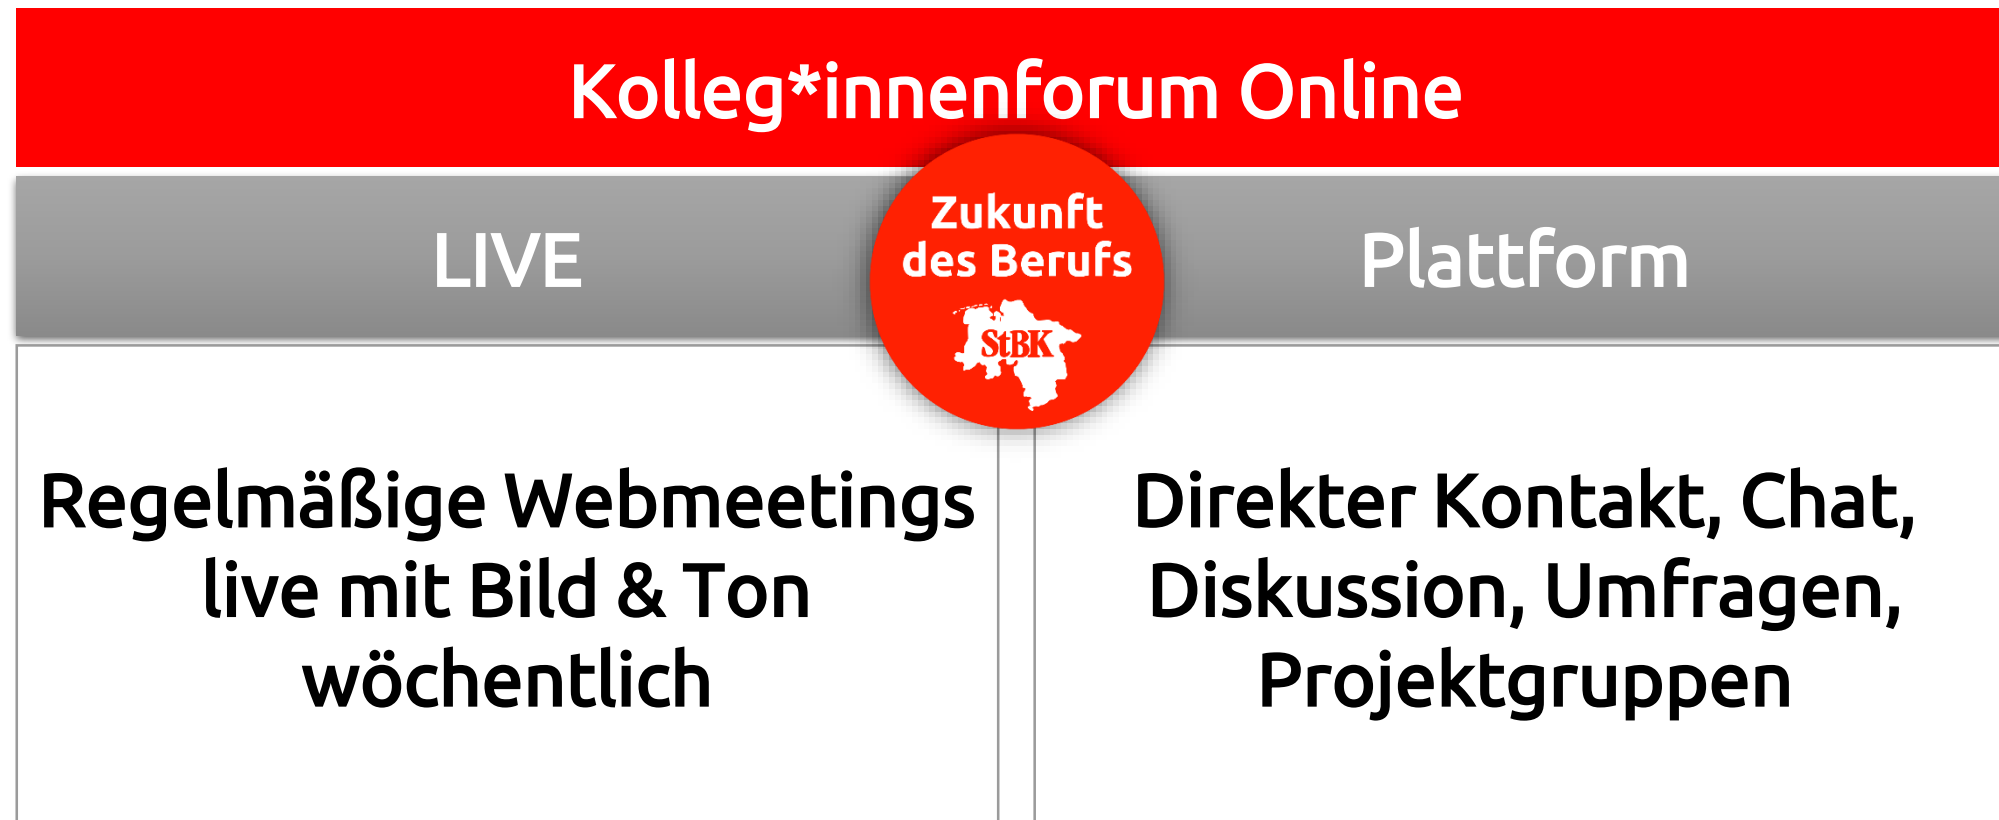 Kolleg*innenforum Online
LIVE
Zukunft
des Berufs
StBK
Plattform
Regelmäßige Webmeetings
live mit Bild & Ton
wöchentlich
Direkter Kontakt, Chat,
Diskussion, Umfragen,
Projektgruppen